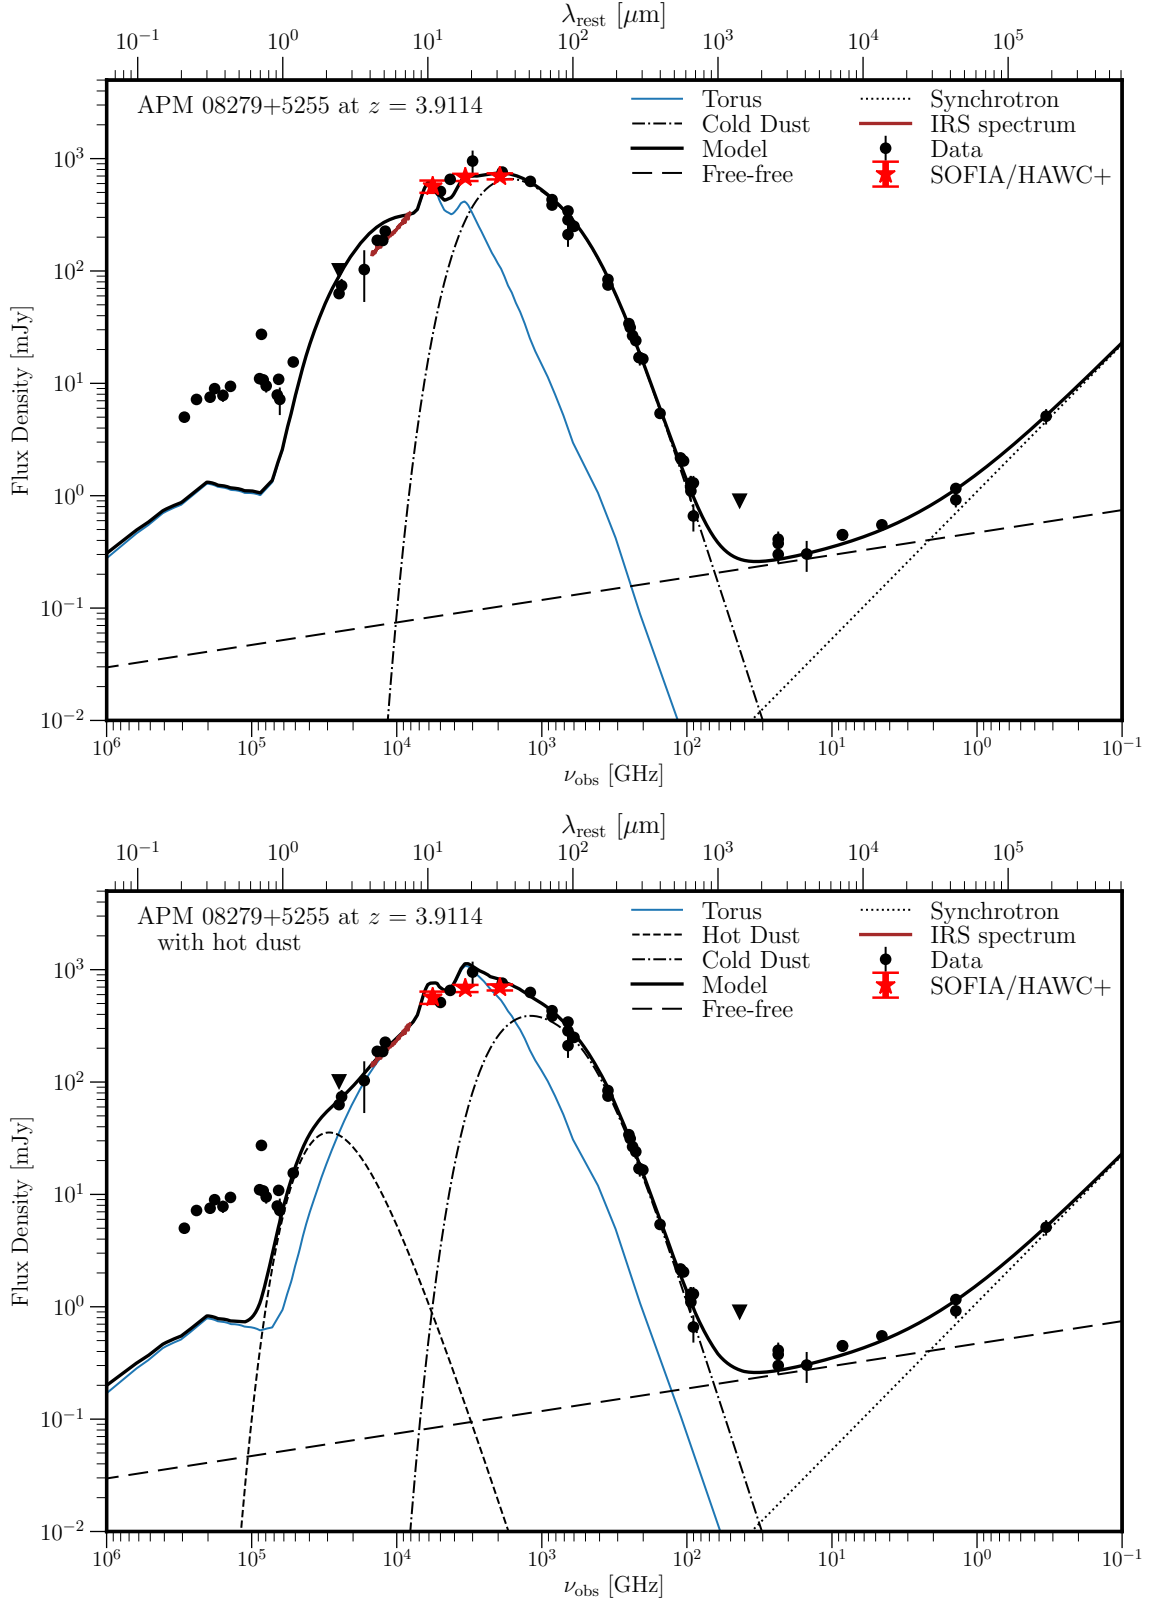 λrest [μm]
10⁻¹ 10⁰ 10¹ 10² 10³ 10⁴ 10⁵
APM 08279+5255 at z = 3.9114
Torus
Cold Dust
Model
Free-free
Synchrotron
IRS spectrum
Data
SOFIA/HAWC+
Flux Density [mJy]
10³
10²
10¹
10⁰
10⁻¹
10⁻²
10⁶ 10⁵ 10⁴ 10³ 10² 10¹ 10⁰ 10⁻¹
νobs [GHz]
λrest [μm]
10⁻¹ 10⁰ 10¹ 10² 10³ 10⁴ 10⁵
APM 08279+5255 at z = 3.9114
with hot dust
Torus
Hot Dust
Cold Dust
Model
Free-free
Synchrotron
IRS spectrum
Data
SOFIA/HAWC+
Flux Density [mJy]
10³
10²
10¹
10⁰
10⁻¹
10⁻²
10⁶ 10⁵ 10⁴ 10³ 10² 10¹ 10⁰ 10⁻¹
νobs [GHz]